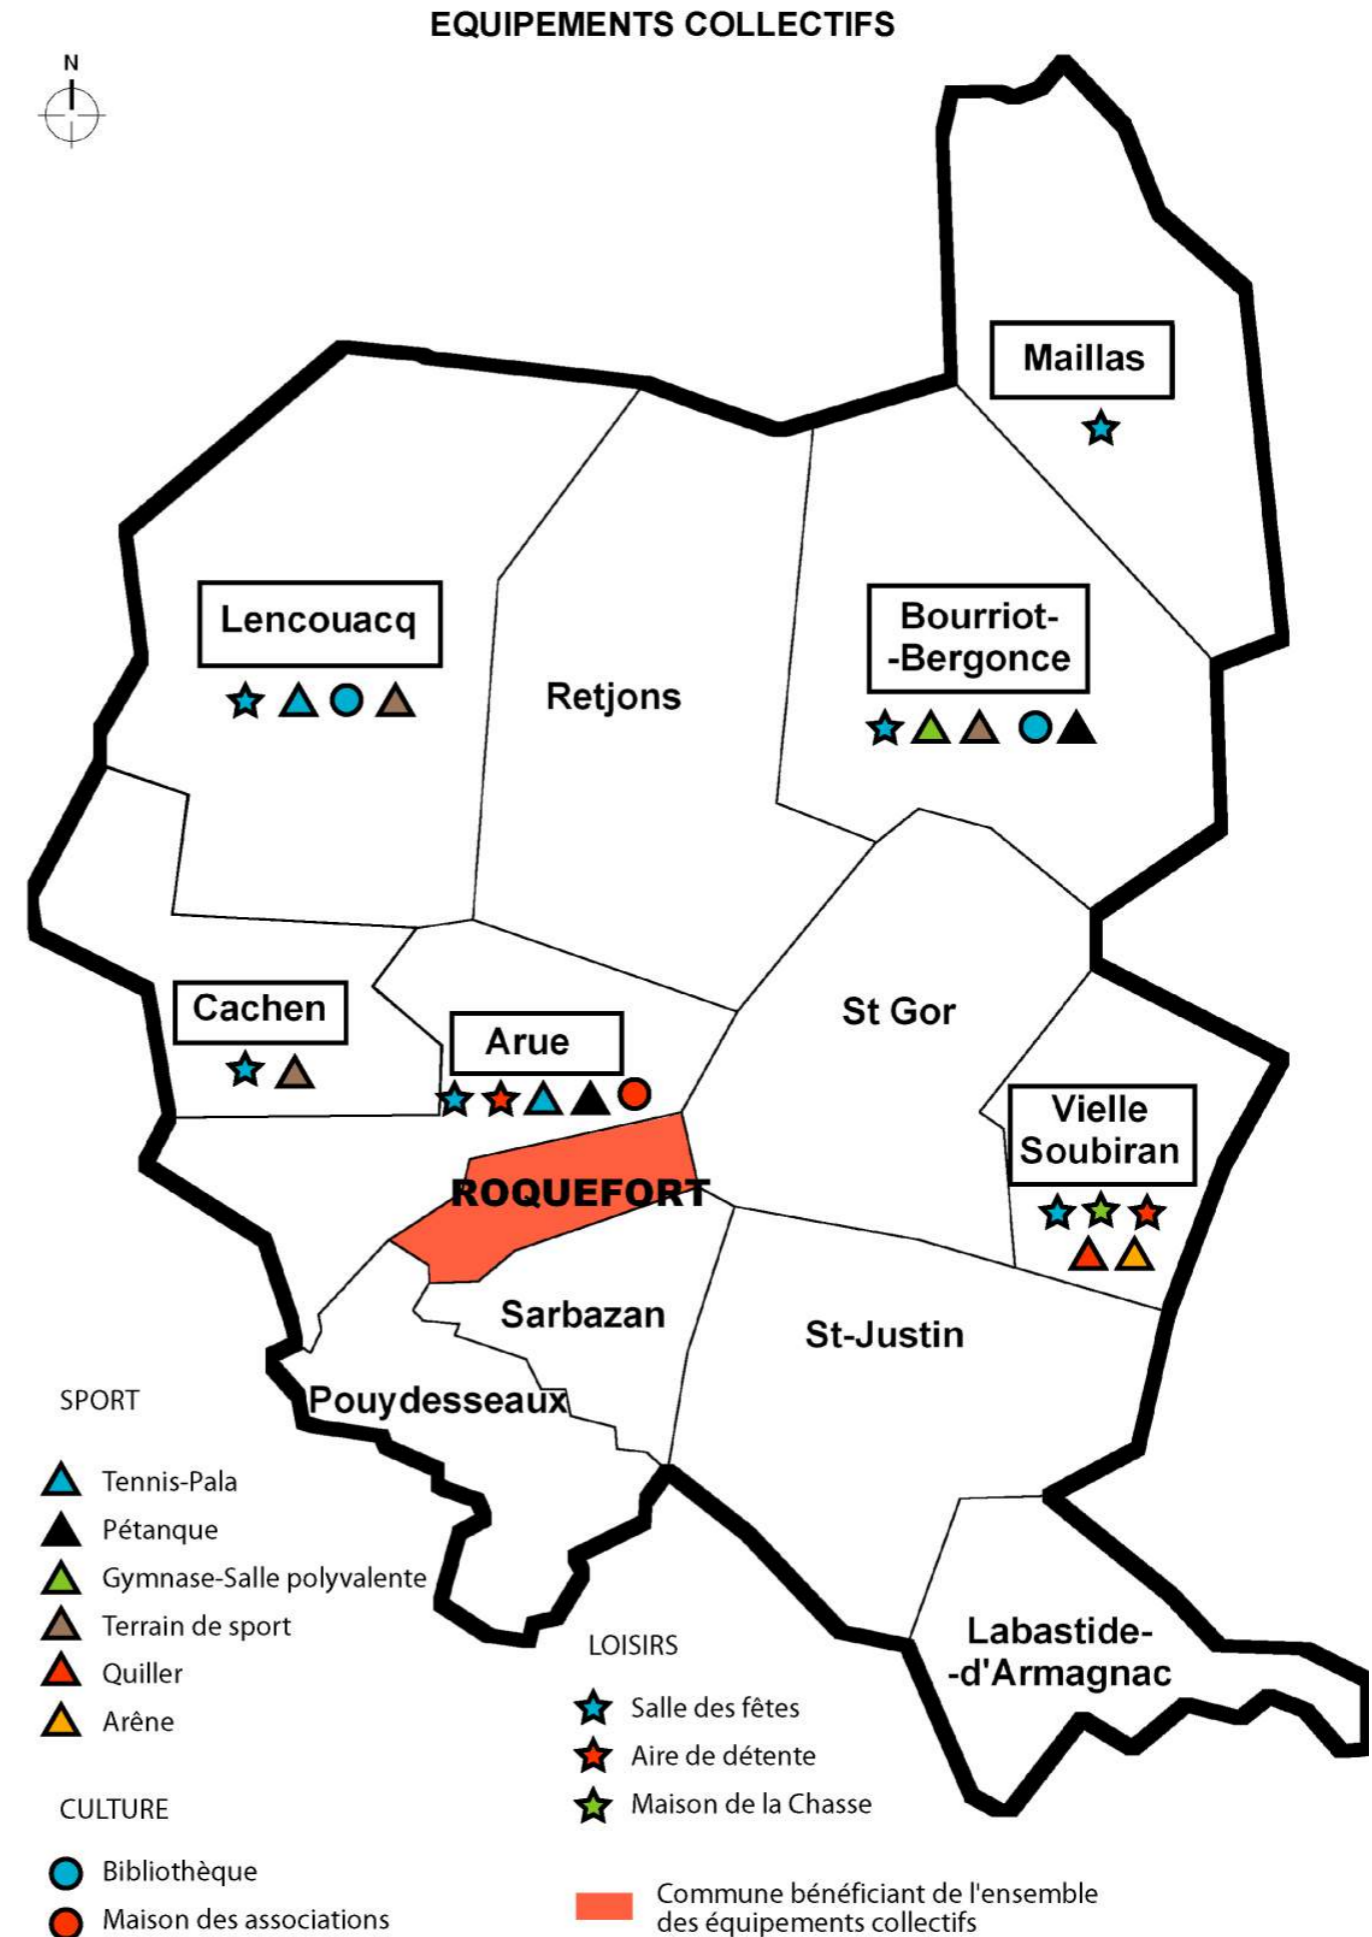 EQUIPEMENTS COLLECTIFS
N
Maillas
Lencouacq
Bourriot-
-Bergonce
Retjons
Cachen
Arue
St Gor
Vielle
Soubiran
ROQUEFORT
Sarbazan
St-Justin
Pouydesseaux
Labastide-
-d'Armagnac
SPORT
Tennis-Pala
Pétanque
Gymnase-Salle polyvalente
Terrain de sport
Quiller
Arêne
CULTURE
Bibliothèque
Maison des associations
LOISIRS
Salle des fêtes
Aire de détente
Maison de la Chasse
Commune bénéficiant de l'ensemble
des équipements collectifs